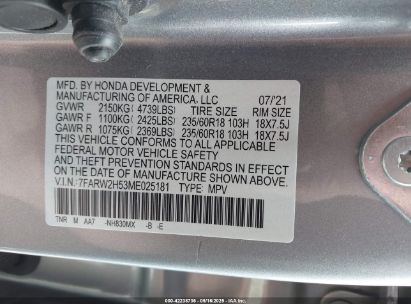 MFD. BY HONDA DEVELOPMENT &
MANUFACTURING OF AMERICA, LLC 07/21
GVWR 2150KG( 4739LBS) TIRE SIZE RIM SIZE
GAWR F 1100KG( 2425LBS) 235/60R18 103H 18X7.5J
GAWR R 1075KG( 2369LBS) 235/60R18 103H 18X7.5J
THIS VEHICLE CONFORMS TO ALL APPLICABLE
FEDERAL MOTOR VEHICLE SAFETY
AND THEFT PREVENTION STANDARDS IN EFFECT
ON THE DATE OF MANUFACTURE SHOWN ABOVE.
V.I.N.:7FARW2H53ME025181 TYPE: MPV
TNR M AA7 -NH830MX -B -E